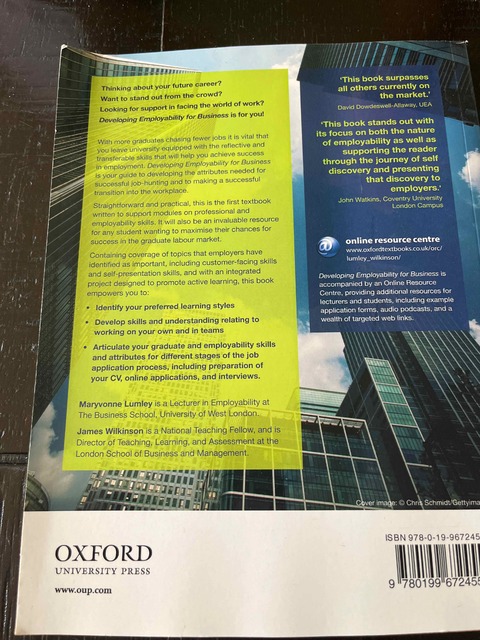 Thinking about your future career?
Want to stand out from the crowd?
Looking for support in facing the world of work?
Developing Employability for Business is for you!
With more graduates chasing fewer jobs it is vital that
you leave university equipped with the reflective and
transferable skills that will help you achieve success
in employment. Developing Employability for Business
is your guide to developing the attributes needed for
successful job-hunting and to making a successful
transition into the workplace.
Straightforward and practical, this is the first textbook
written to support modules on professional and
employability skills. It will also be an invaluable resource
for any student wanting to maximise their chances for
success in the graduate labour market.
Containing coverage of topics that employers have
identified as important, including customer-facing skills
and self-presentation skills, and with an integrated
project designed to promote active learning, this book
empowers you to:
• Identify your preferred learning styles
• Develop skills and understanding relating to
working on your own and in teams
• Articulate your graduate and employability skills
and attributes for different stages of the job
application process, including preparation of
your CV, online applications, and interviews.
Maryvonne Lumley is a Lecturer in Employability at
The Business School, University of West London.
James Wilkinson is a National Teaching Fellow, and is
Director of Teaching, Learning, and Assessment at the
London School of Business and Management.
'This book surpasses
all others currently on
the market.'
David Dowdeswell-Allaway, UEA
'This book stands out with
its focus on both the nature
of employability as well as
supporting the reader
through the journey of self
discovery and presenting
that discovery to
employers.'
John Watkins, Coventry University
London Campus
@ online resource centre
www.oxfordtextbooks.co.uk/orc/
lumley_wilkinson/
Developing Employability for Business is
accompanied by an Online Resource
Centre, providing additional resources for
lecturers and students, including example
application forms, audio podcasts, and a
wealth of targeted web links.
Cover image: © Chris Schmidt/Gettyima
OXFORD
UNIVERSITY PRESS
www.oup.com
ISBN 978-0-19-967245
9 780199 672455